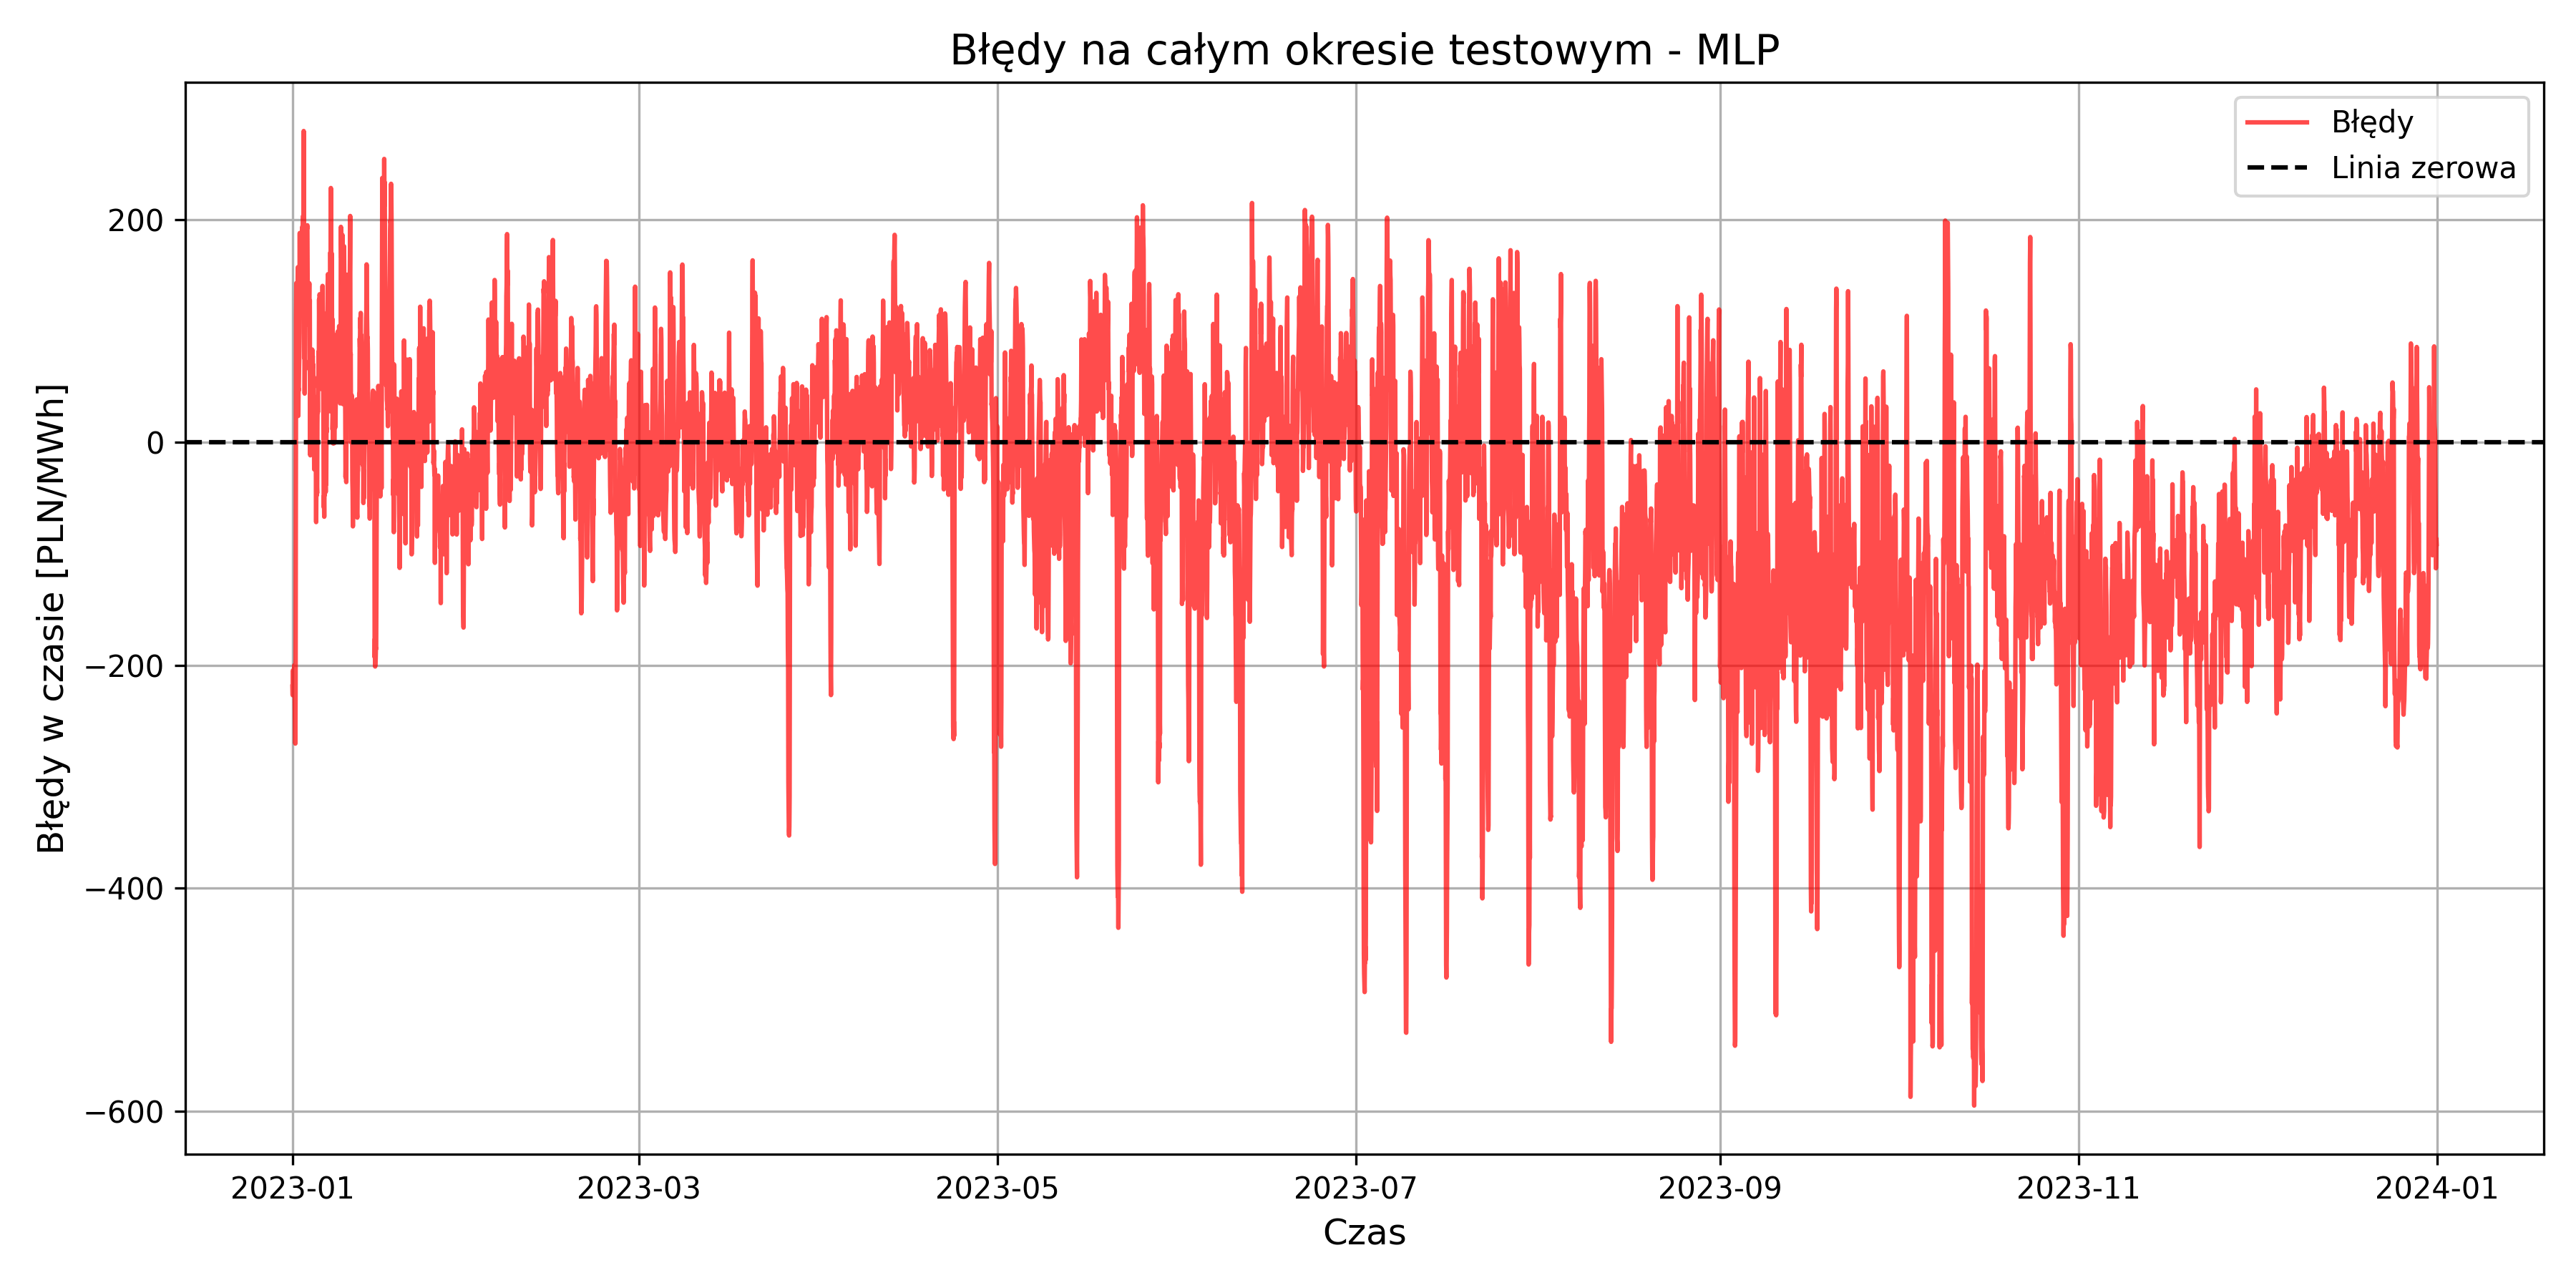 Błędy na całym okresie testowym - MLP
Błędy
Linia zerowa
Błędy w czasie [PLN/MWh]
200
0
−200
−400
−600
2023-01
2023-03
2023-05
2023-07
2023-09
2023-11
2024-01
Czas